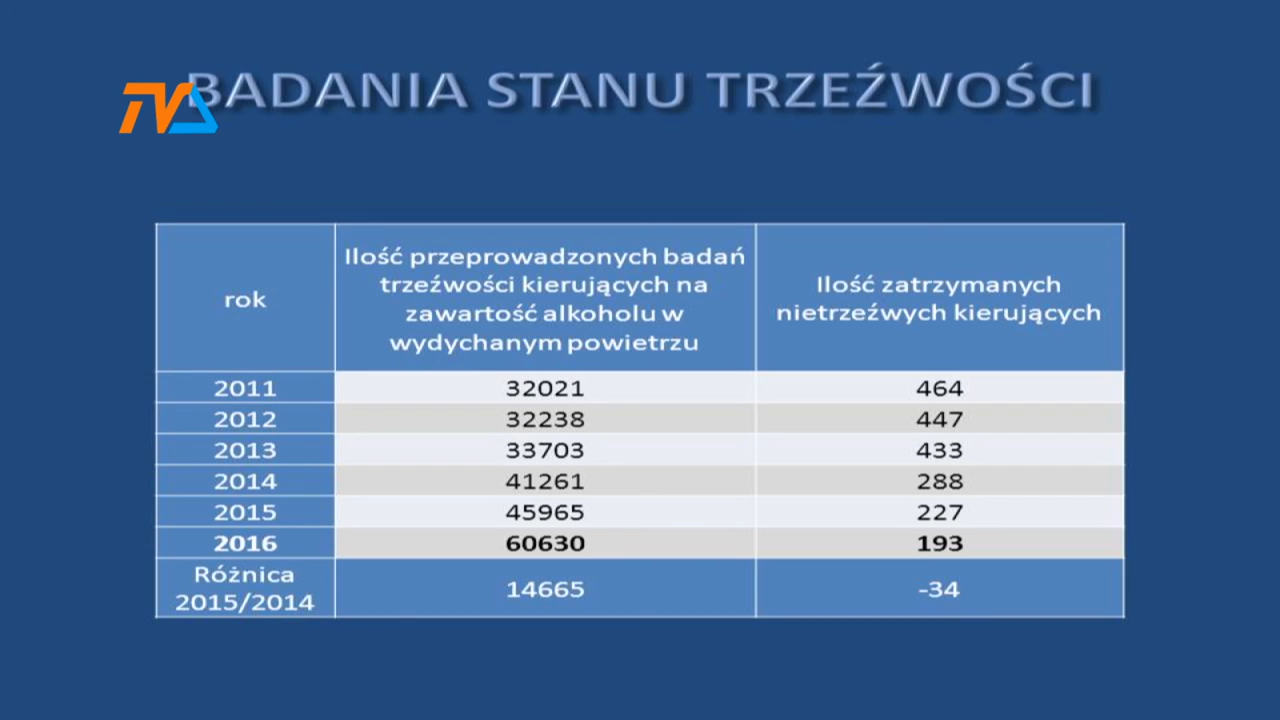 TVA
BADANIA STANU TRZEŹWOŚCI
rok
Ilość przeprowadzonych badań
trzeźwości kierujących na
zawartość alkoholu w
wydychanym powietrzu
Ilość zatrzymanych
nietrzeźwych kierujących
2011 32021 464
2012 32238 447
2013 33703 433
2014 41261 288
2015 45965 227
2016 60630 193
Różnica
2015/2014
14665 -34